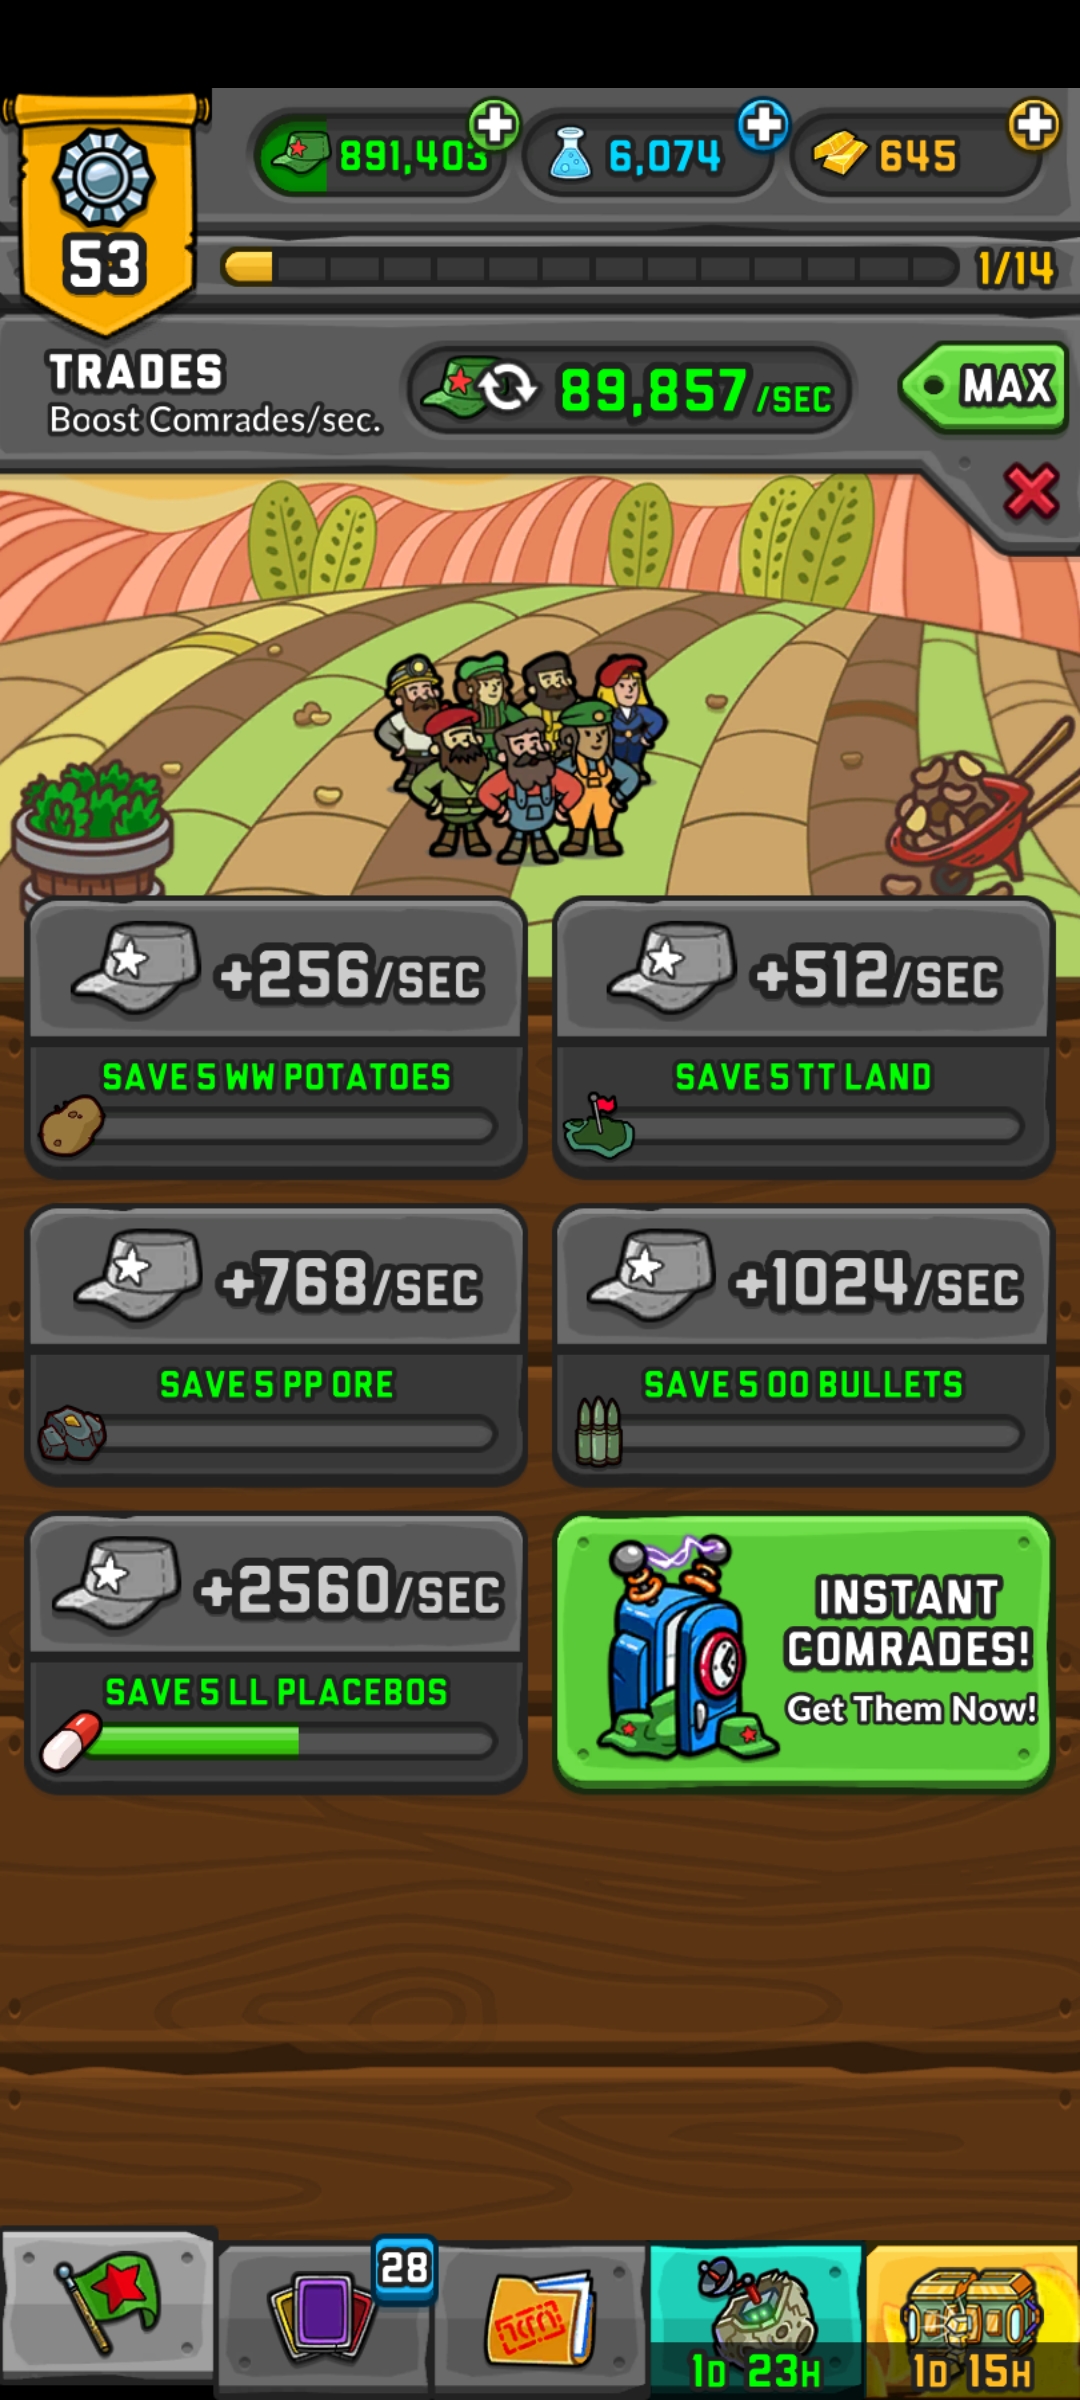 891,403
6,074
645
53
1/14
TRADES
Boost Comrades/sec.
89,857/SEC
MAX
+256/SEC
SAVE 5 WW POTATOES
+512/SEC
SAVE 5 TT LAND
+768/SEC
SAVE 5 PP ORE
+1024/SEC
SAVE 5 OO BULLETS
+2560/SEC
SAVE 5 LL PLACEBOS
INSTANT
COMRADES!
Get Them Now!
28
1D 23H
1D 15H